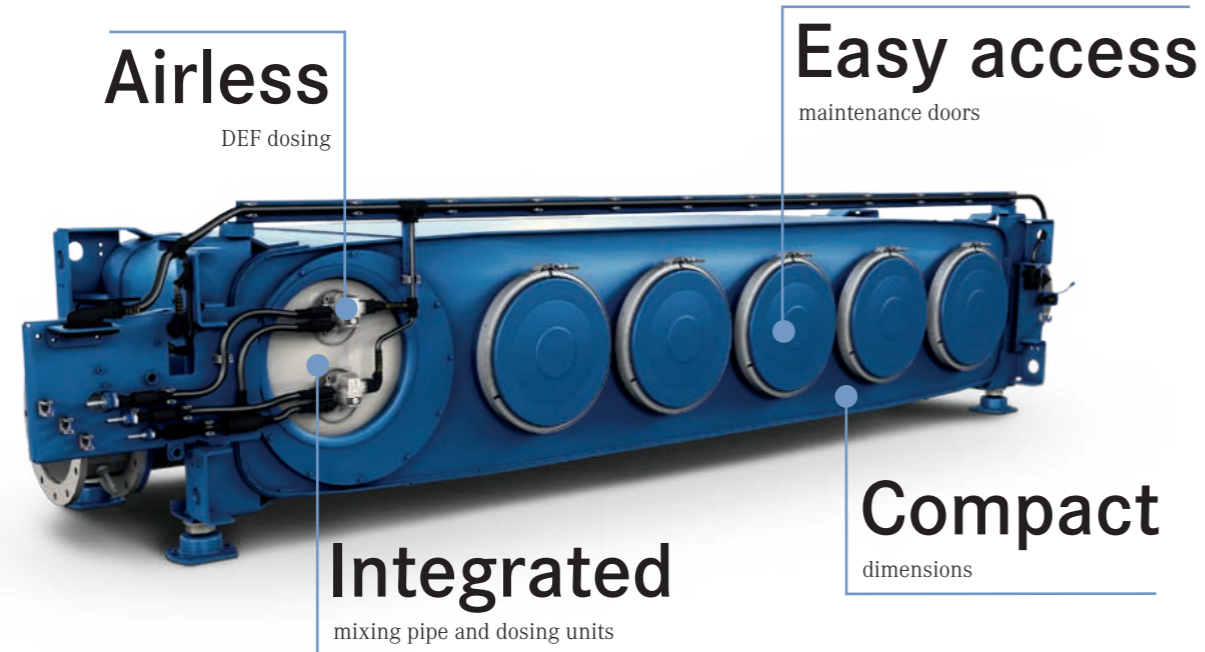 Airless
DEF dosing
Easy access
maintenance doors
Compact
dimensions
Integrated
mixing pipe and dosing units